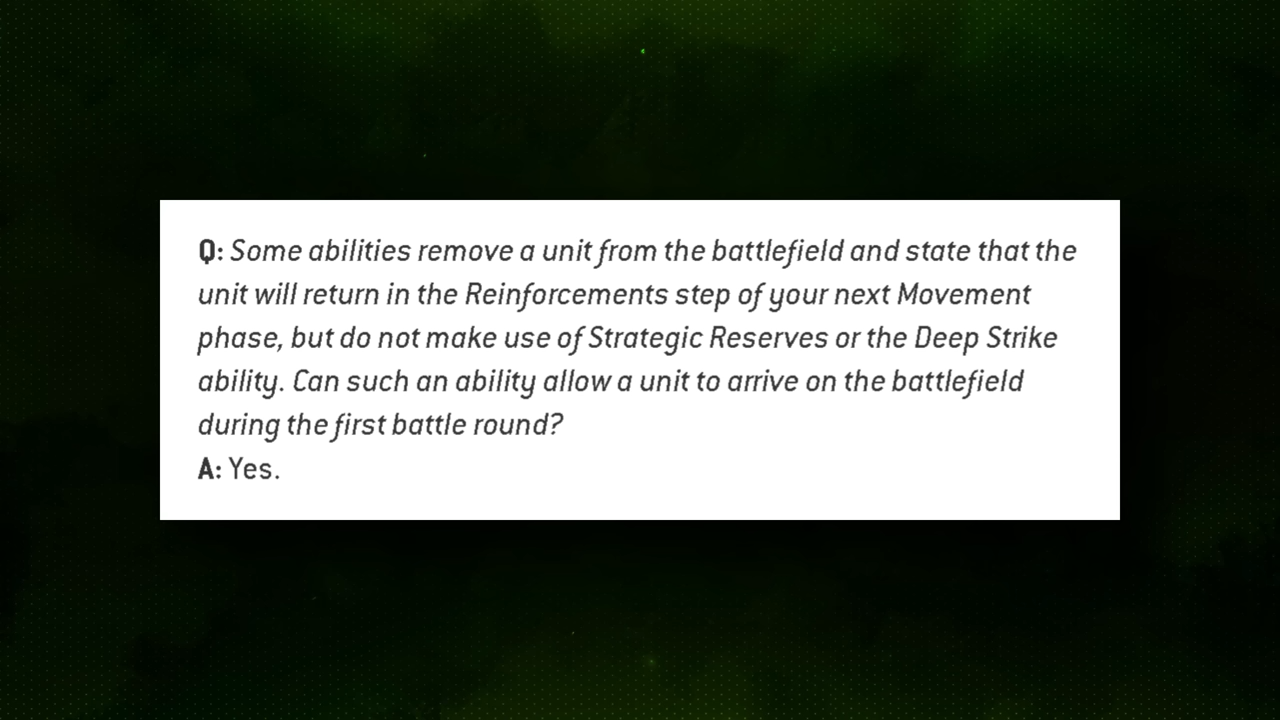 Q: Some abilities remove a unit from the battlefield and state that the
unit will return in the Reinforcements step of your next Movement
phase, but do not make use of Strategic Reserves or the Deep Strike
ability. Can such an ability allow a unit to arrive on the battlefield
during the first battle round?
A: Yes.